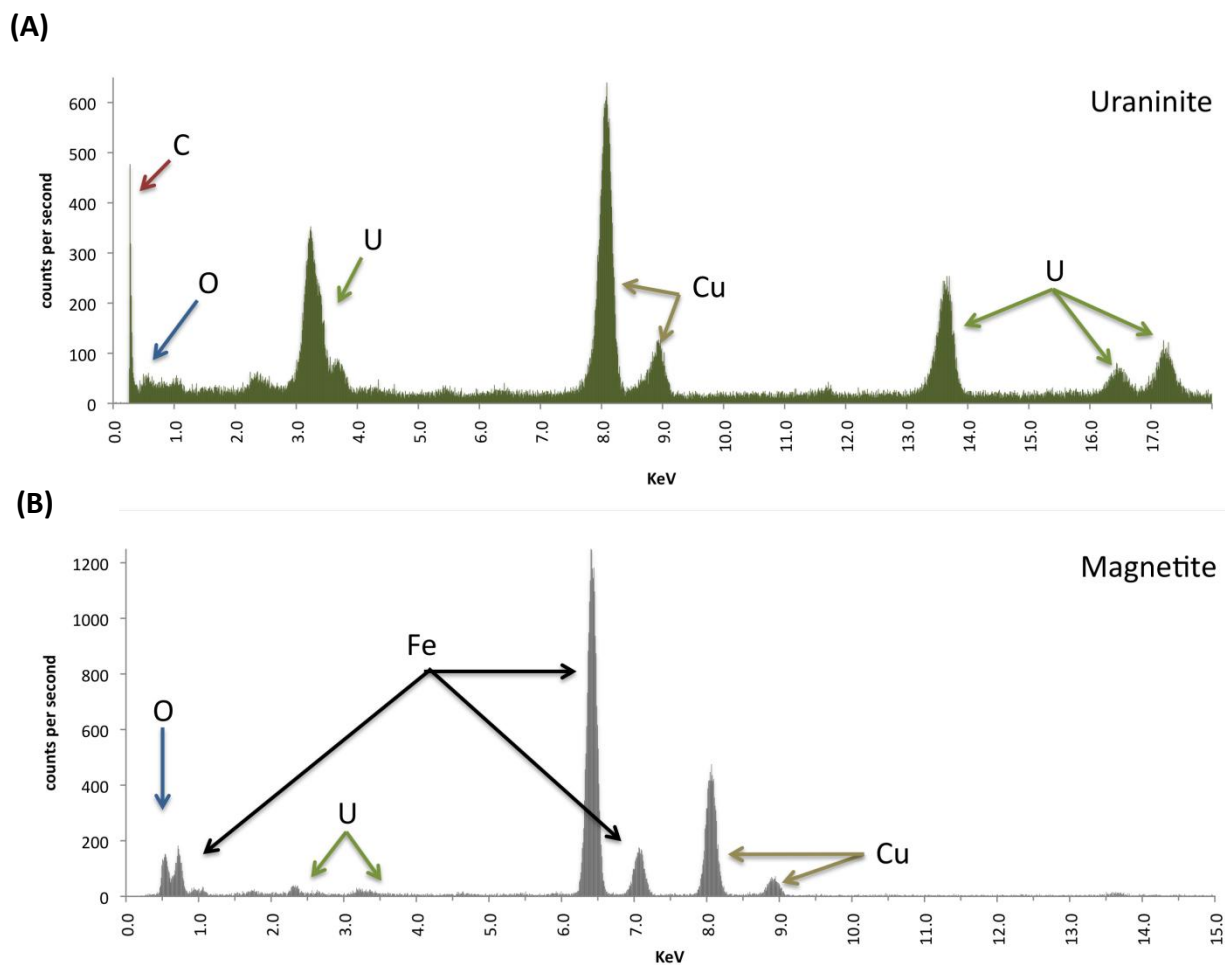 (A)
Uraninite
counts per second
600
500
400
300
200
100
0
C
O
U
Cu
U
0.0 1.0 2.0 3.0 4.0 5.0 6.0 7.0 8.0 9.0 10.0 11.0 12.0 13.0 14.0 15.0 16.0 17.0
KeV
(B)
Magnetite
counts per second
1200
1000
800
600
400
200
0
Fe
O
U
Cu
0.0 1.0 2.0 3.0 4.0 5.0 6.0 7.0 8.0 9.0 10.0 11.0 12.0 13.0 14.0 15.0
KeV